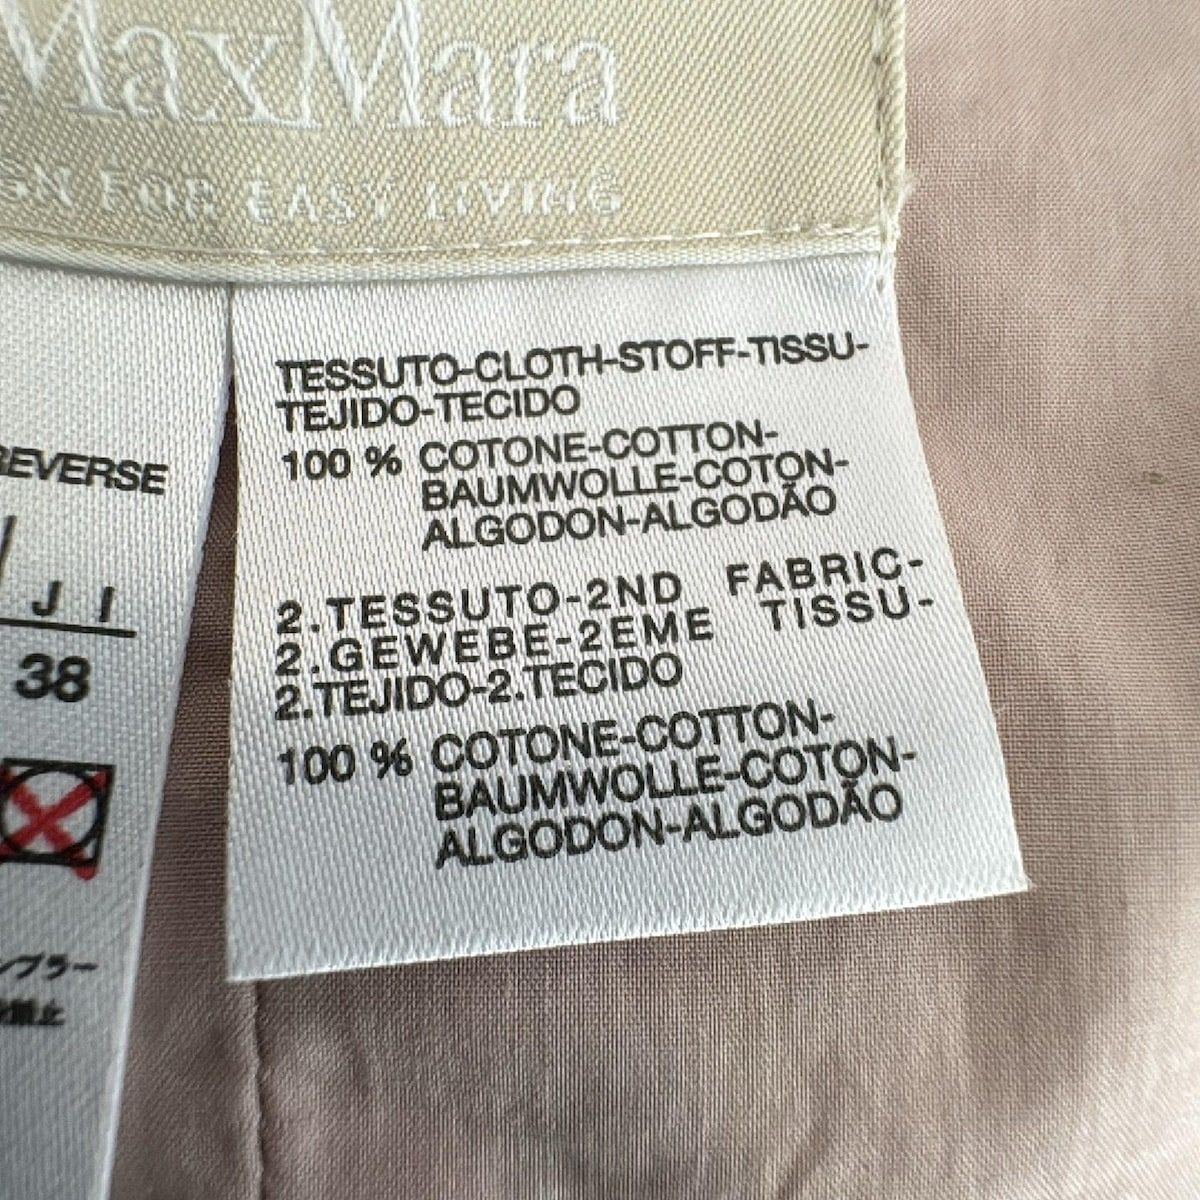 MaxMara
FOR EASY LIVING
TESSUTO-CLOTH-STOFF-TISSU-
TEJIDO-TECIDO
100 % COTONE-COTTON-
BAUMWOLLE-COTON-
ALGODON-ALGODÃO
2.TESSUTO-2ND FABRIC-
2.GEWEBE-2EME TISSU-
2.TEJIDO-2.TECIDO
100 % COTONE-COTTON-
BAUMWOLLE-COTON-
ALGODON-ALGODÃO
REVERSE
J I
38